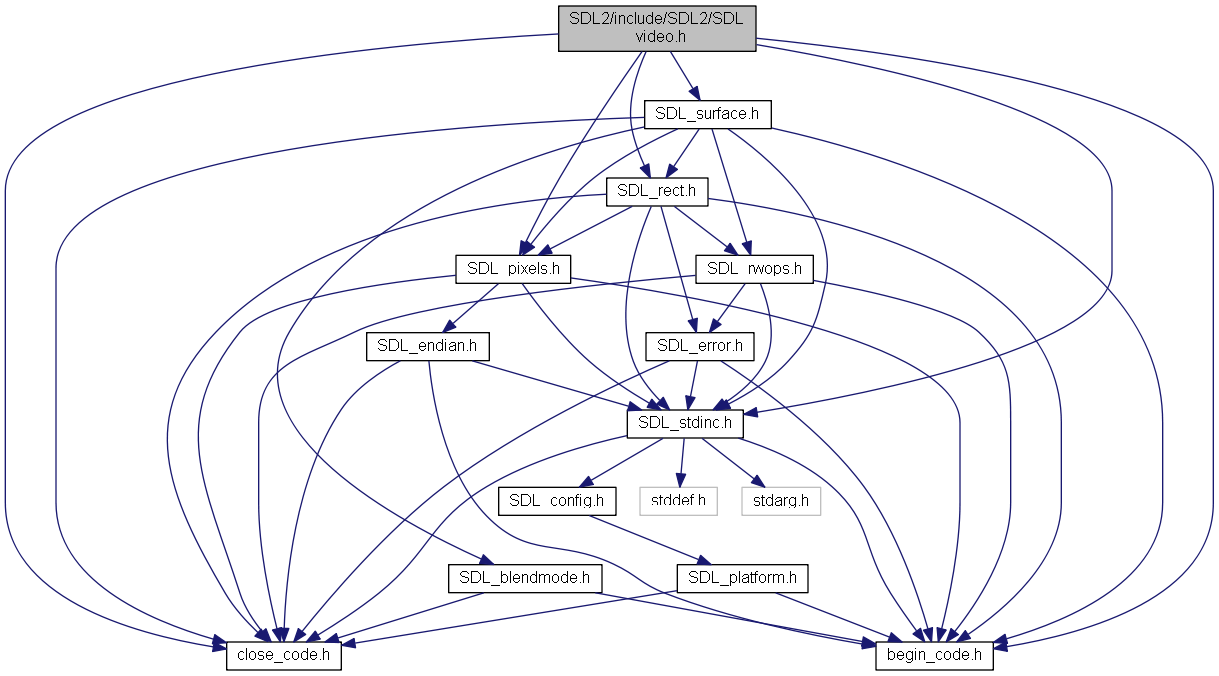 SDL2/include/SDL2/SDL
video.h
SDL_surface.h
SDL_rect.h
SDL_pixels.h
SDL_rwops.h
SDL_endian.h
SDL_error.h
SDL_stdinc.h
SDL_config.h
stddef.h
stdarg.h
SDL_blendmode.h
SDL_platform.h
close_code.h
begin_code.h